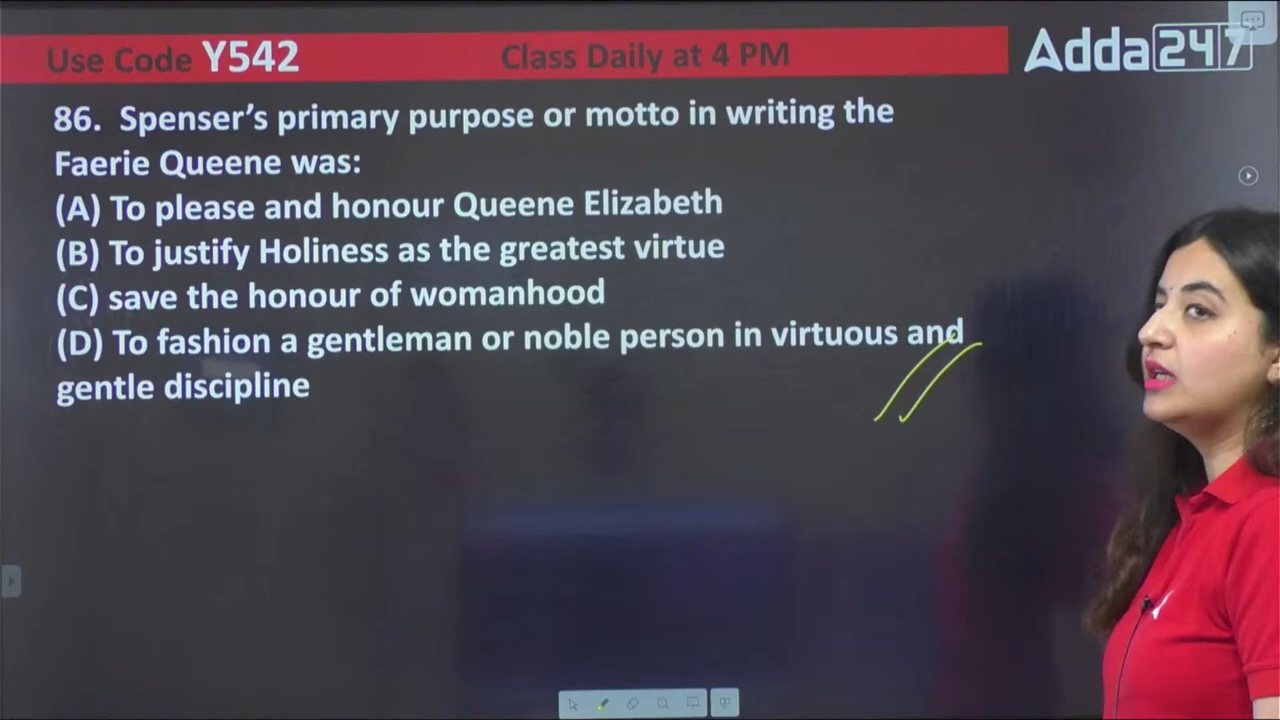 Use Code Y542 Class Daily at 4 PM Adda247
86. Spenser's primary purpose or motto in writing the
Faerie Queene was:
(A) To please and honour Queene Elizabeth
(B) To justify Holiness as the greatest virtue
(C) save the honour of womanhood
(D) To fashion a gentleman or noble person in virtuous and
gentle discipline